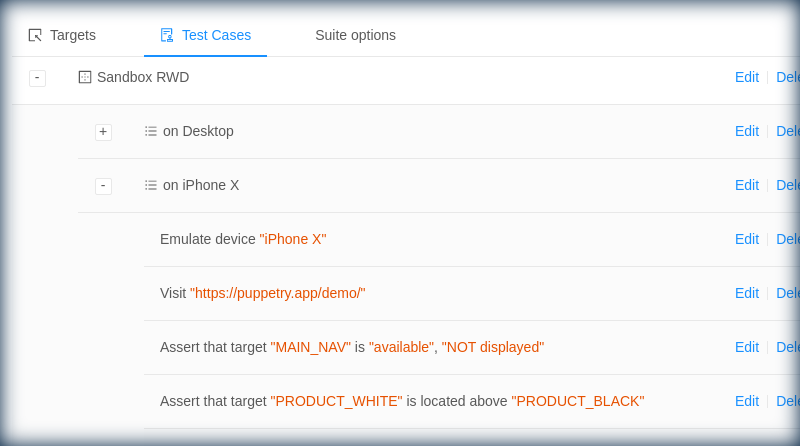 Targets Test Cases Suite options
- Sandbox RWD Edit Dele
+ on Desktop Edit Dele
- on iPhone X Edit Dele
Emulate device "iPhone X" Edit Dele
Visit "https://puppetry.app/demo/" Edit Dele
Assert that target "MAIN_NAV" is "available", "NOT displayed" Edit Dele
Assert that target "PRODUCT_WHITE" is located above "PRODUCT_BLACK" Edit Dele